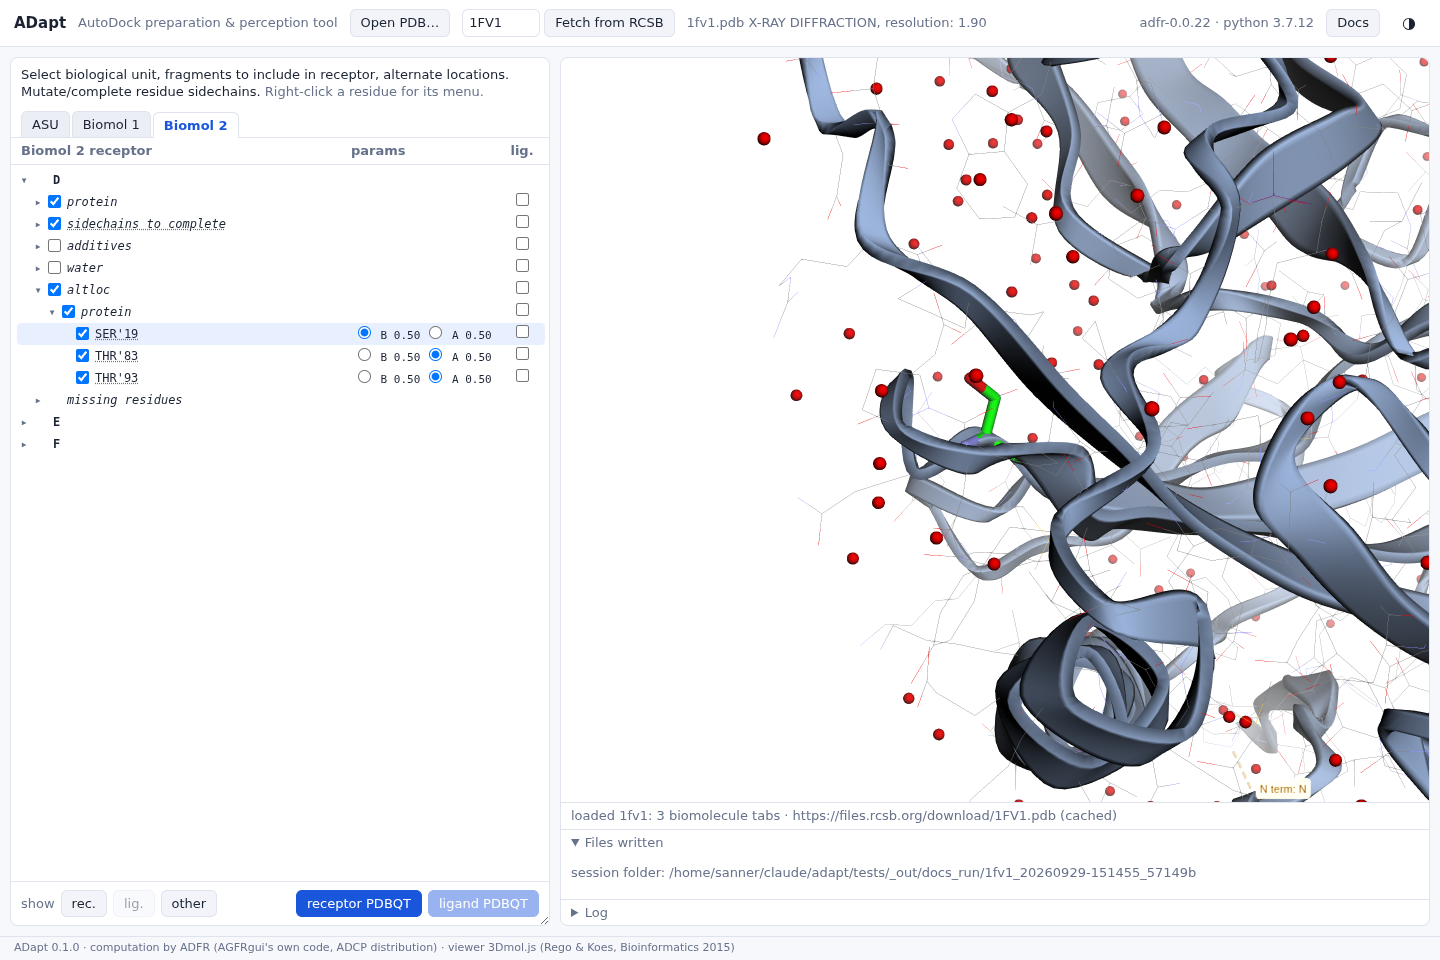 ADapt AutoDock preparation & perception tool Open PDB... 1FV1 Fetch from RCSB 1fv1.pdb X-RAY DIFFRACTION, resolution: 1.90 adfr-0.0.22 · python 3.7.12 Docs
Select biological unit, fragments to include in receptor, alternate locations.
Mutate/complete residue sidechains. Right-click a residue for its menu.
ASU Biomol 1 Biomol 2
Biomol 2 receptor params lig.
D
protein
sidechains to complete
additives
water
altloc
protein
SER'19 B 0.50 A 0.50
THR'83 B 0.50 A 0.50
THR'93 B 0.50 A 0.50
missing residues
E
F
show rec. lig. other receptor PDBQT ligand PDBQT
N term: N
loaded 1fv1: 3 biomolecule tabs · https://files.rcsb.org/download/1FV1.pdb (cached)
Files written
session folder: /home/sanner/claude/adapt/tests/_out/docs_run/1fv1_20260929-151455_57149b
Log
ADapt 0.1.0 · computation by ADFR (AGFRgui's own code, ADCP distribution) · viewer 3Dmol.js (Rego & Koes, Bioinformatics 2015)